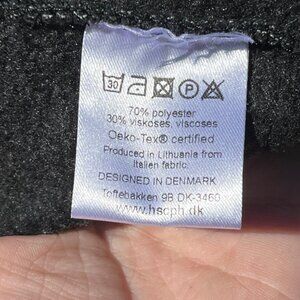 30 P
70% polyester
30% viskoses, viscoses
Oeko-Tex® certified
Produced in Lithuania from
Italien fabric.
DESIGNED IN DENMARK
Toftebakken 9B DK-3460
www.hscph.dk